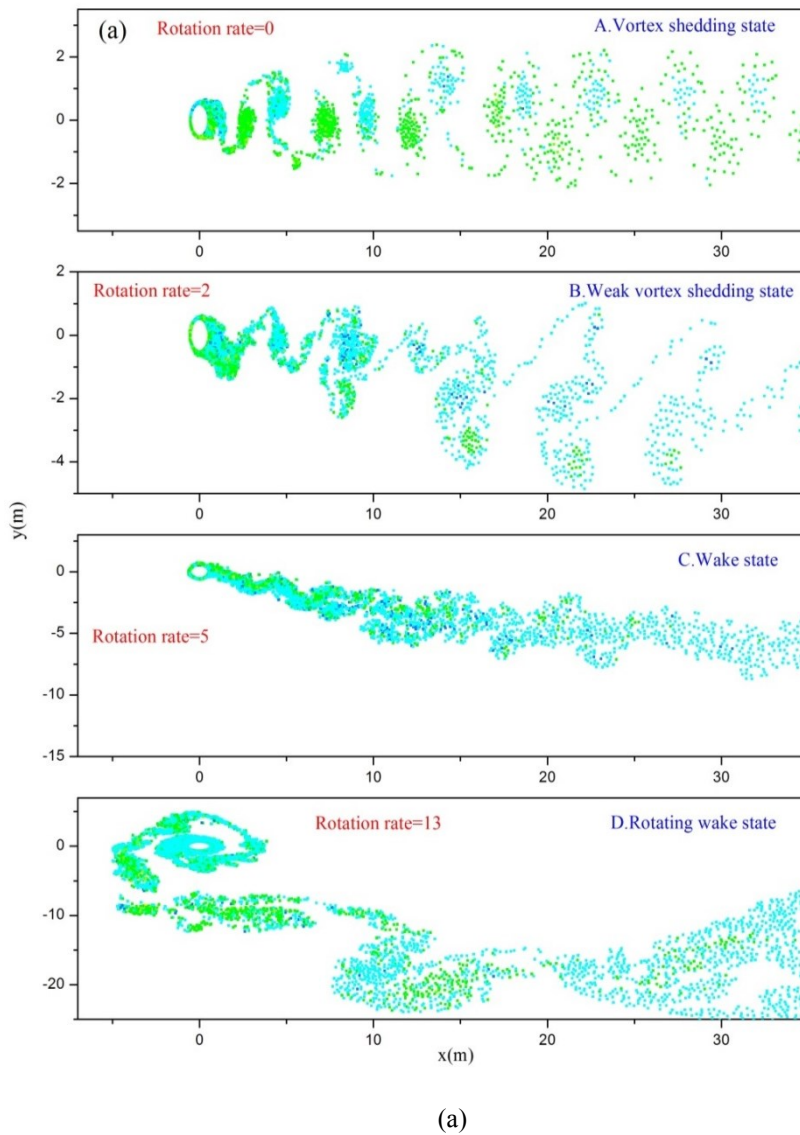 (a) Rotation rate=0 A.Vortex shedding state
2
0
-2
0 10 20 30
2
Rotation rate=2 B.Weak vortex shedding state
0
-2
-4
0 10 20 30
y(m)
C.Wake state
0
Rotation rate=5
-5
-10
-15
0 10 20 30
Rotation rate=13 D.Rotating wake state
0
-10
-20
0 10 20 30
x(m)
(a)